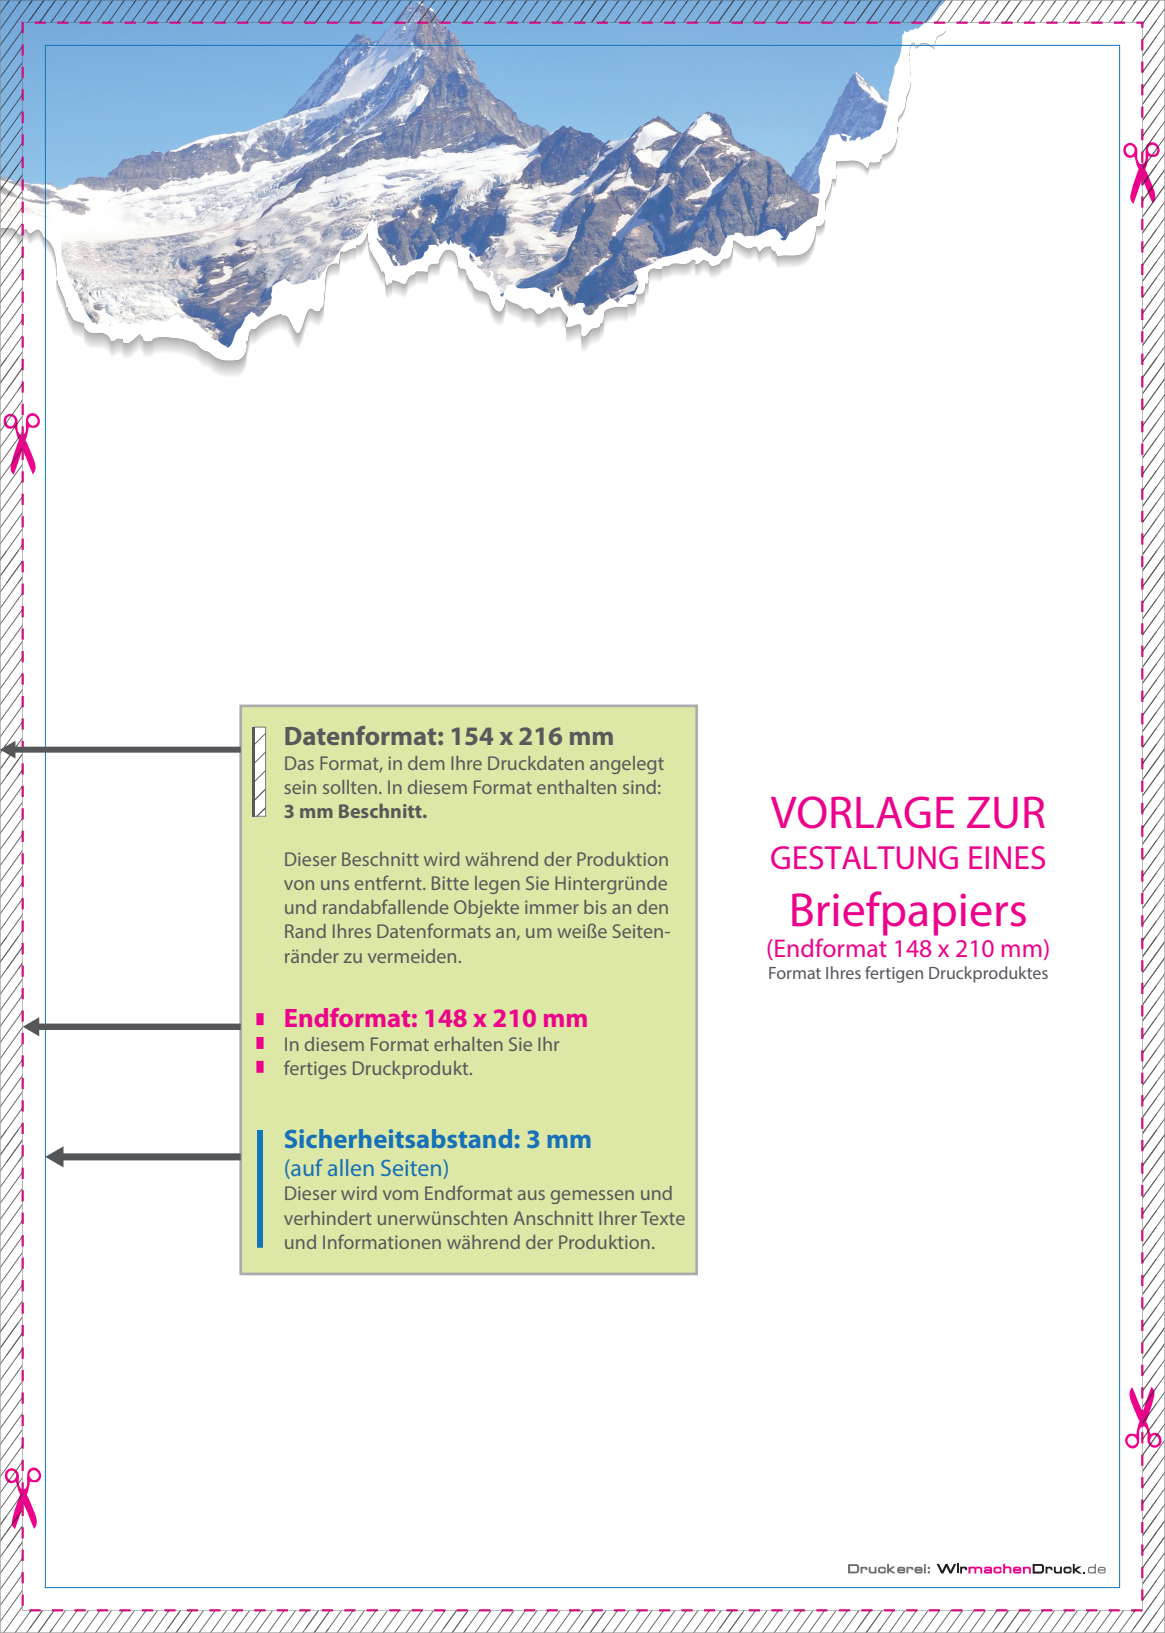 Datenformat: 154 x 216 mm
Das Format, in dem Ihre Druckdaten angelegt
sein sollten. In diesem Format enthalten sind:
3 mm Beschnitt.
Dieser Beschnitt wird während der Produktion
von uns entfernt. Bitte legen Sie Hintergründe
und randabfallende Objekte immer bis an den
Rand Ihres Datenformats an, um weiße Seiten-
ränder zu vermeiden.
Endformat: 148 x 210 mm
In diesem Format erhalten Sie Ihr
fertiges Druckprodukt.
Sicherheitsabstand: 3 mm
(auf allen Seiten)
Dieser wird vom Endformat aus gemessen und
verhindert unerwünschten Anschnitt Ihrer Texte
und Informationen während der Produktion.
VORLAGE ZUR
GESTALTUNG EINES
Briefpapiers
(Endformat 148 x 210 mm)
Format Ihres fertigen Druckproduktes
Druckerei: WIrmachenDruck.de